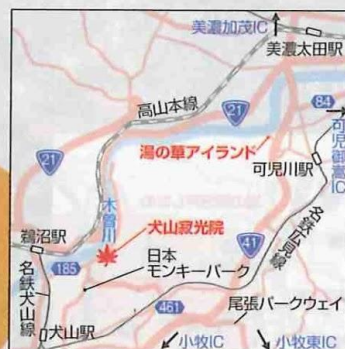 美濃加茂IC
美濃太田駅
高山本線
21
84
可児御嵩IC
湯の華アイランド
可児川駅
21
木曽川
名鉄広見線
鵜沼駅
犬山寂光院
41
185
日本
モンキーパーク
名鉄犬山線
461
尾張パークウェイ
犬山駅
小牧IC
小牧東IC